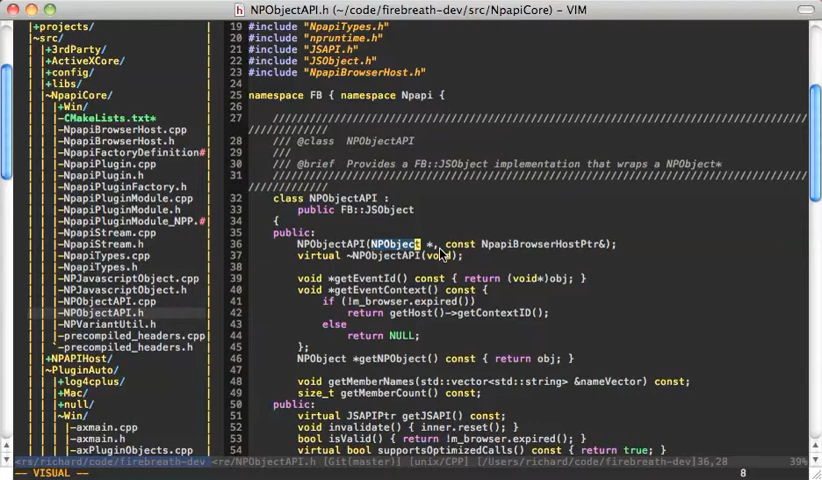 NPObjectAPI.h (~/code/firebreath-dev/src/NpapiCore) - VIM
|+projects/
|~src/
| |+3rdParty/
| |+ActiveXCore/
| |+config/
| |+libs/
| |~NpapiCore/
| | |+Win/
| | |-CMakeLists.txt*
| | |-NpapiBrowserHost.cpp
| | |-NpapiBrowserHost.h
| | |-NpapiFactoryDefinition#
| | |-NpapiPlugin.cpp
| | |-NpapiPlugin.h
| | |-NpapiPluginFactory.h
| | |-NpapiPluginModule.cpp
| | |-NpapiPluginModule.h
| | |-NpapiPluginModule_NPP.#
| | |-NpapiStream.cpp
| | |-NpapiStream.h
| | |-NpapiTypes.cpp
| | |-NpapiTypes.h
| | |-NPJavascriptObject.cpp
| | |-NPJavascriptObject.h
| | |-NPObjectAPI.cpp
| | |-NPObjectAPI.h
| | |-NPVariantUtil.h
| | |-precompiled_headers.cpp
| | `-precompiled_headers.h
| |+NPAPIHost/
| |~PluginAuto/
| | |+log4cplus/
| | |+Mac/
| | |+null/
| | |~Win/
| | | |-axmain.cpp
| | | |-axmain.h
| | | |-axPluginObjects.cpp
19 #include "NpapiTypes.h"
20 #include "npruntime.h"
21 #include "JSAPI.h"
22 #include "JSObject.h"
23 #include "NpapiBrowserHost.h"
24
25 namespace FB { namespace Npapi {
26
27 ////////////////////////////////////////////////////////////////////////////////////////
/////////////
28 /// @class  NPObjectAPI
29 ///
30 /// @brief  Provides a FB::JSObject implementation that wraps a NPObject*
31 ////////////////////////////////////////////////////////////////////////////////////////
/////////////
32 class NPObjectAPI :
33 public FB::JSObject
34 {
35 public:
36 NPObjectAPI(NPObject *, const NpapiBrowserHostPtr&);
37 virtual ~NPObjectAPI(void);
38
39 void *getEventId() const { return (void*)obj; }
40 void *getEventContext() const {
41 if (!m_browser.expired())
42 return getHost()->getContextID();
43 else
44 return NULL;
45 };
46 NPObject *getNPObject() const { return obj; }
47
48 void getMemberNames(std::vector<std::string> &nameVector) const;
49 size_t getMemberCount() const;
50 public:
51 virtual JSAPIPtr getJSAPI() const;
52 void invalidate() { inner.reset(); }
53 bool isValid() { return !m_browser.expired(); }
54 virtual bool supportsOptimizedCalls() const { return true; }
<rs/richard/code/firebreath-dev <re/NPObjectAPI.h [Git(master)] [unix/CPP] [/Users/richard/code/firebreath-dev]36,28 39%
-- VISUAL -- 8